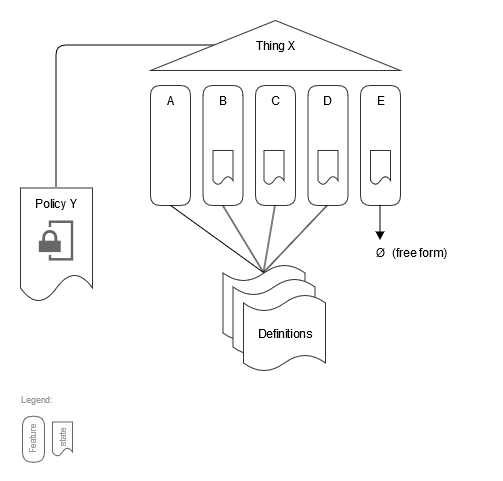 Thing X
A B C D E
Policy Y
Ø (free form)
Definitions
Legend:
Feature
state